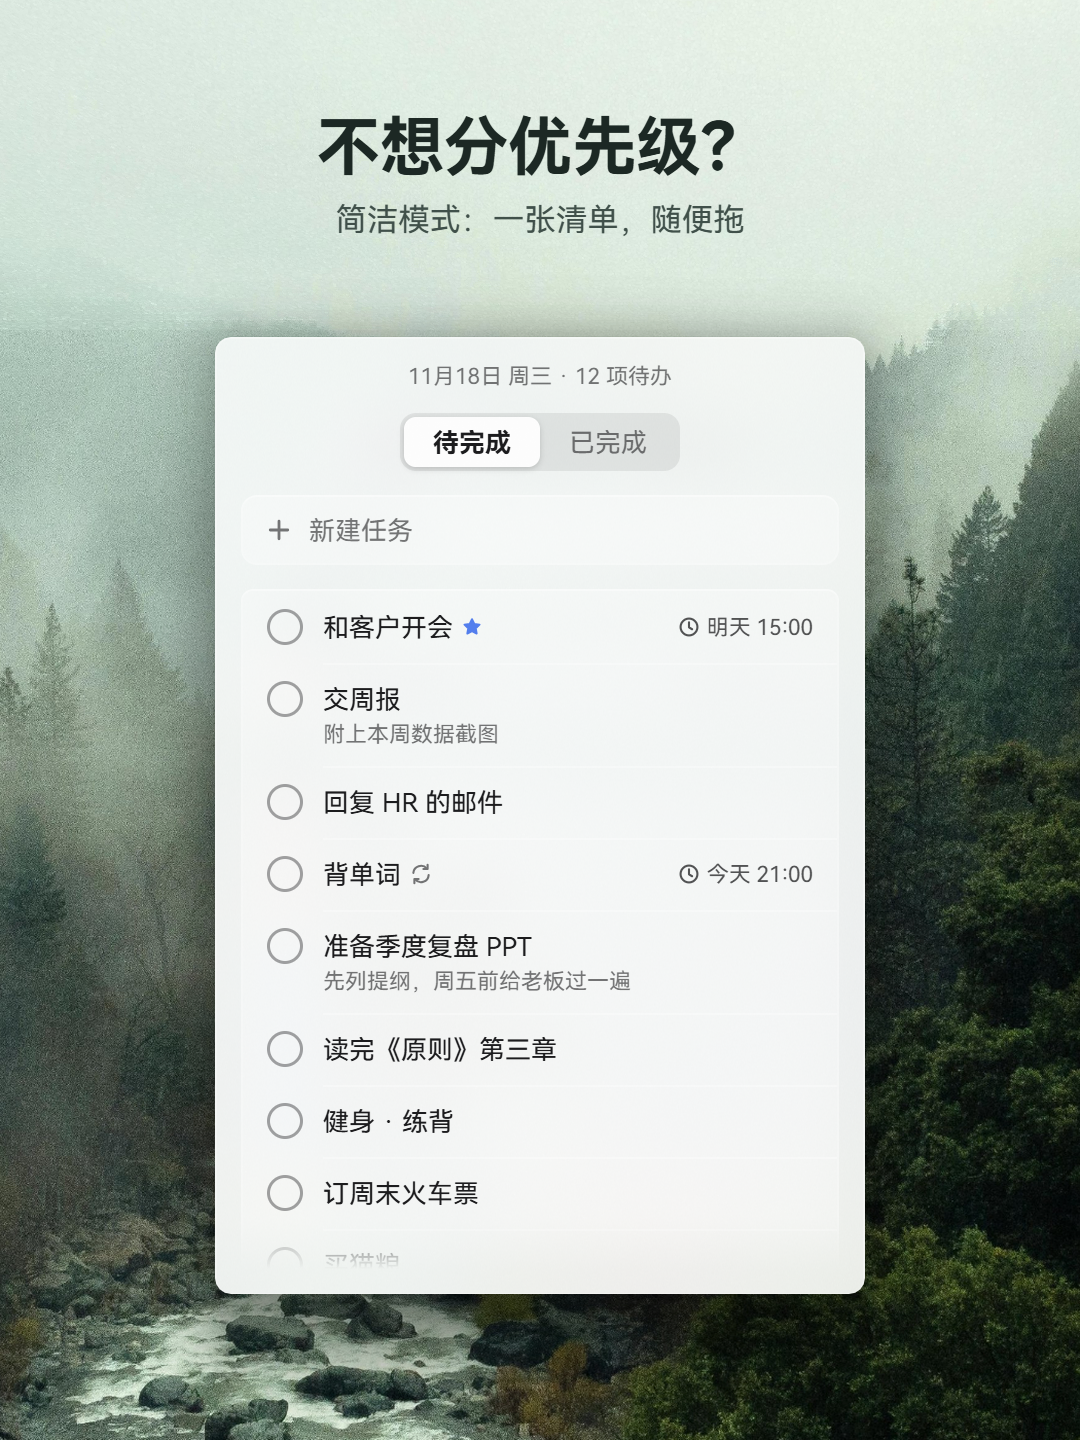 不想分优先级？
简洁模式：一张清单，随便拖
11月18日 周三 · 12 项待办
待完成 已完成
+ 新建任务
和客户开会 明天 15:00
交周报
附上本周数据截图
回复 HR 的邮件
背单词 今天 21:00
准备季度复盘 PPT
先列提纲，周五前给老板过一遍
读完《原则》第三章
健身 · 练背
订周末火车票
买猫粮